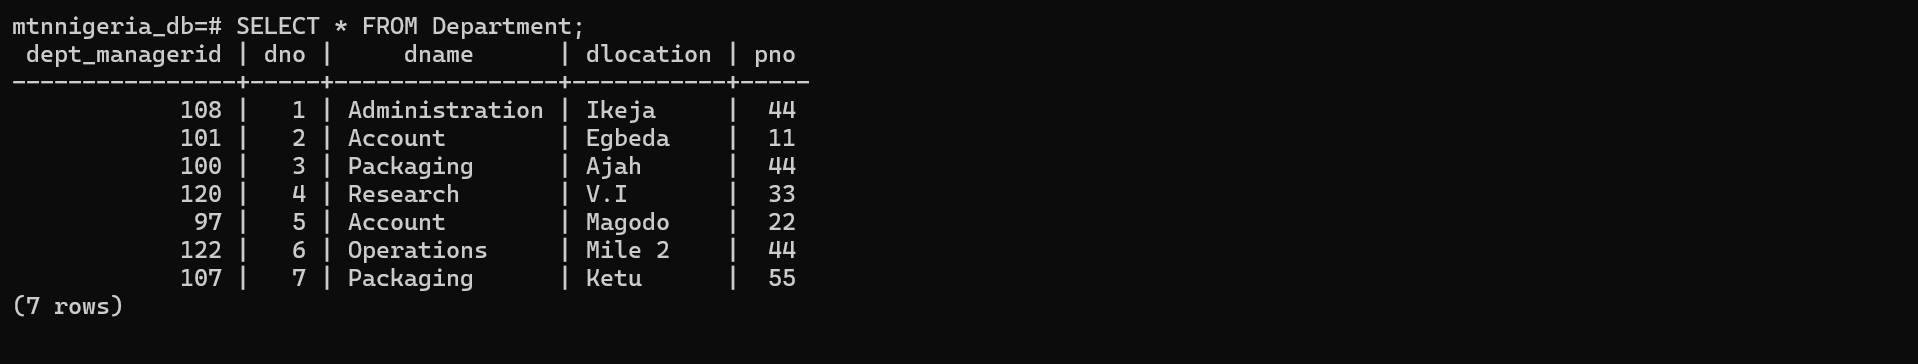 mtnnigeria_db=# SELECT * FROM Department;
 dept_managerid | dno |     dname      | dlocation | pno
----------------+-----+----------------+-----------+-----
            108 |   1 | Administration | Ikeja     |  44
            101 |   2 | Account        | Egbeda    |  11
            100 |   3 | Packaging      | Ajah      |  44
            120 |   4 | Research       | V.I       |  33
             97 |   5 | Account        | Magodo    |  22
            122 |   6 | Operations     | Mile 2    |  44
            107 |   7 | Packaging      | Ketu      |  55
(7 rows)